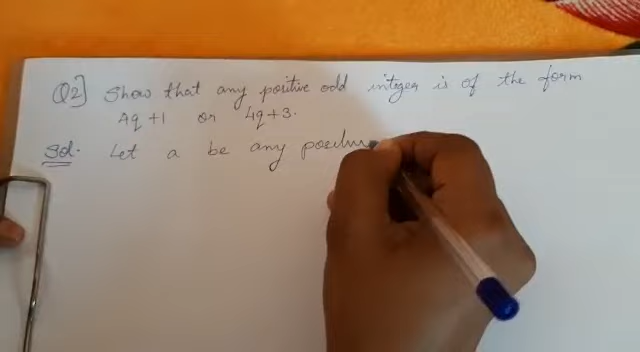 Q2] Show that any positive odd integer is of the form
4q+1 or 4q+3.
Sol. Let a be any positiv